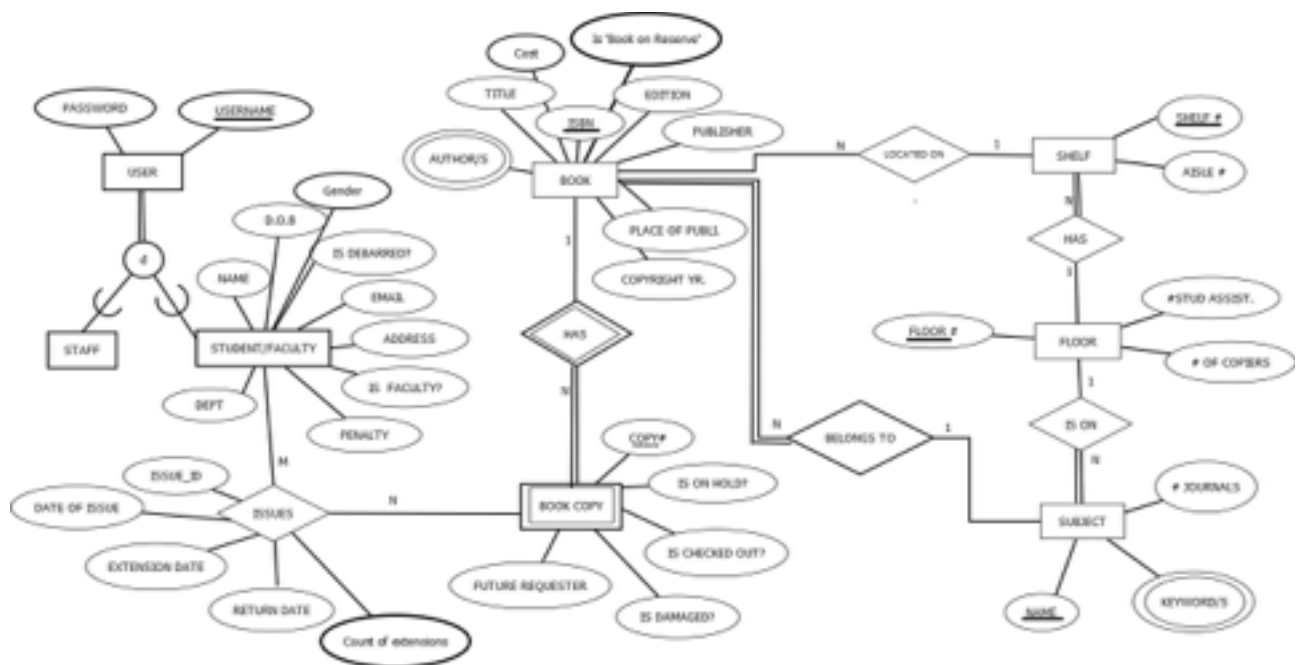 Is 'Book on Reserve'
Cost
TITLE
EDITION
PASSWORD
USERNAME
ISBN
SHELF #
PUBLISHER
AUTHOR/S
N
LOCATED ON
1
SHELF
USER
BOOK
AISLE #
Gender
D.O.B
N
PLACE OF PUBLI.
1
HAS
IS DEBARRED?
d
NAME
COPYRIGHT YR.
1
EMAIL
#STUD ASSIST.
FLOOR #
HAS
ADDRESS
FLOOR
STAFF
STUDENT/FACULTY
# OF COPIERS
IS FACULTY?
1
N
DEPT
PENALTY
N
BELONGS TO
1
IS ON
COPY#
M
N
ISSUE_ID
IS ON HOLD?
# JOURNALS
DATE OF ISSUE
ISSUES
N
BOOK COPY
SUBJECT
IS CHECKED OUT?
EXTENSION DATE
FUTURE REQUESTER
RETURN DATE
IS DAMAGED?
NAME
KEYWORD/S
Count of extensions